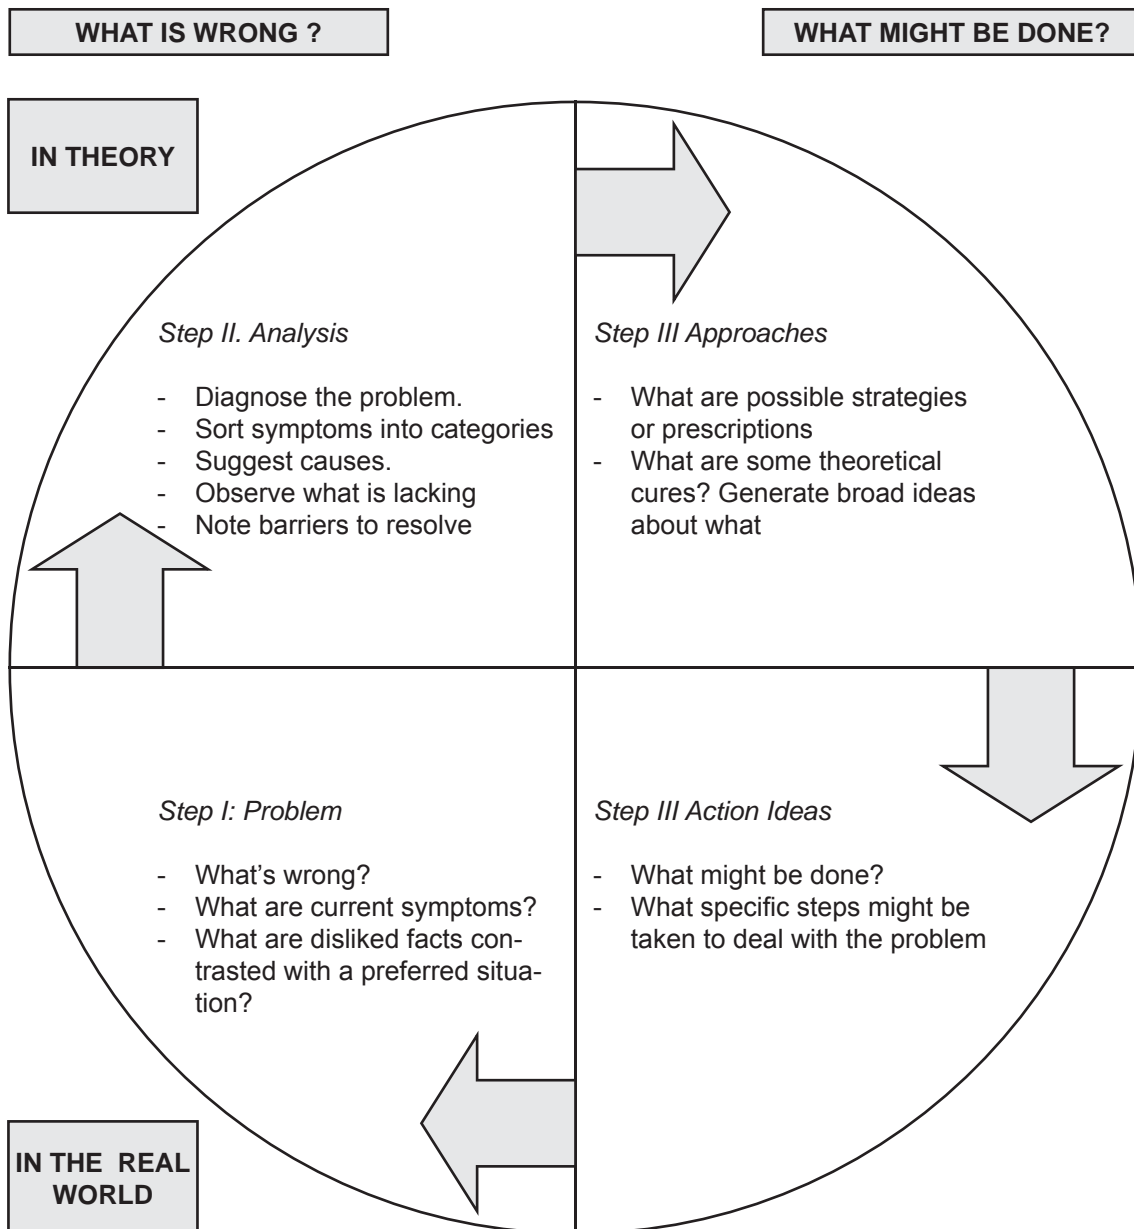 WHAT IS WRONG ?
WHAT MIGHT BE DONE?
IN THEORY
Step II. Analysis
- Diagnose the problem.
- Sort symptoms into categories
- Suggest causes.
- Observe what is lacking
- Note barriers to resolve
Step III Approaches
- What are possible strategies
or prescriptions
- What are some theoretical
cures? Generate broad ideas
about what
Step I: Problem
- What's wrong?
- What are current symptoms?
- What are disliked facts con-
trasted with a preferred situa-
tion?
Step III Action Ideas
- What might be done?
- What specific steps might be
taken to deal with the problem
IN THE REAL
WORLD